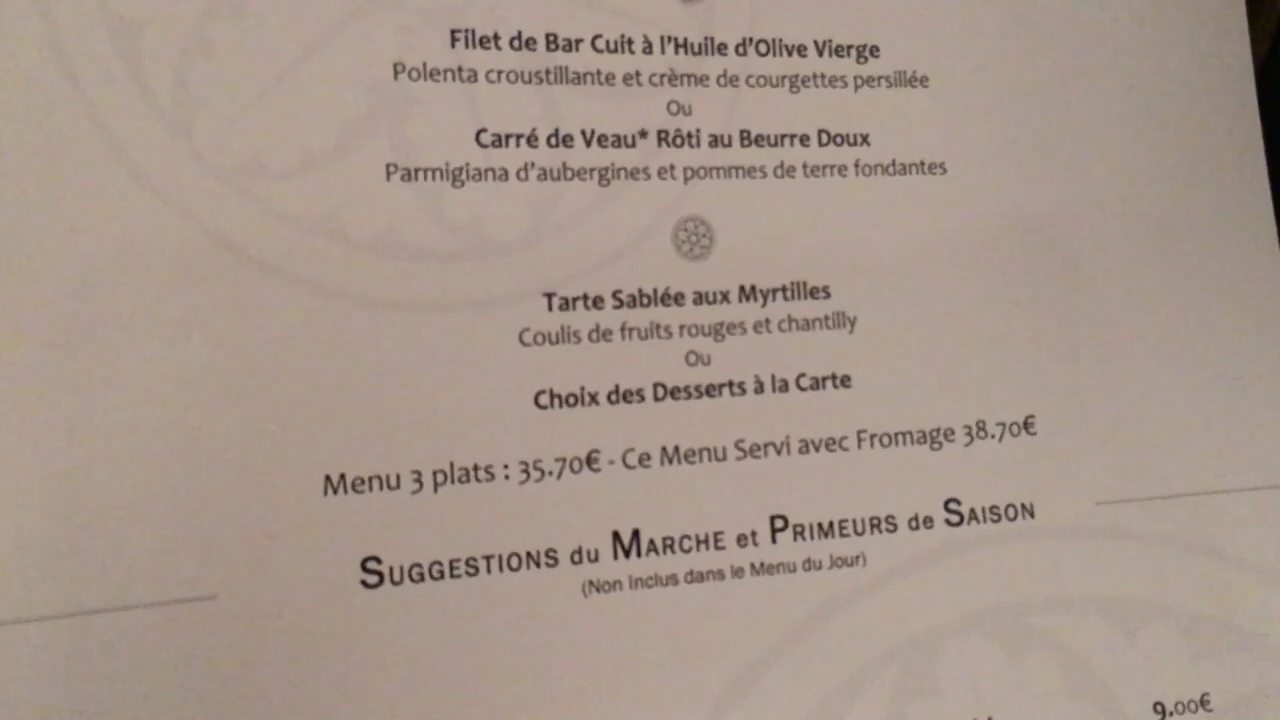 Filet de Bar Cuit à l'Huile d'Olive Vierge
Polenta croustillante et crème de courgettes persillée
Ou
Carré de Veau* Rôti au Beurre Doux
Parmigiana d'aubergines et pommes de terre fondantes
Tarte Sablée aux Myrtilles
Coulis de fruits rouges et chantilly
Ou
Choix des Desserts à la Carte
Menu 3 plats : 35.70€ - Ce Menu Servi avec Fromage 38.70€
SUGGESTIONS du MARCHE et PRIMEURS de SAISON
(Non Inclus dans le Menu du Jour)
9.00€